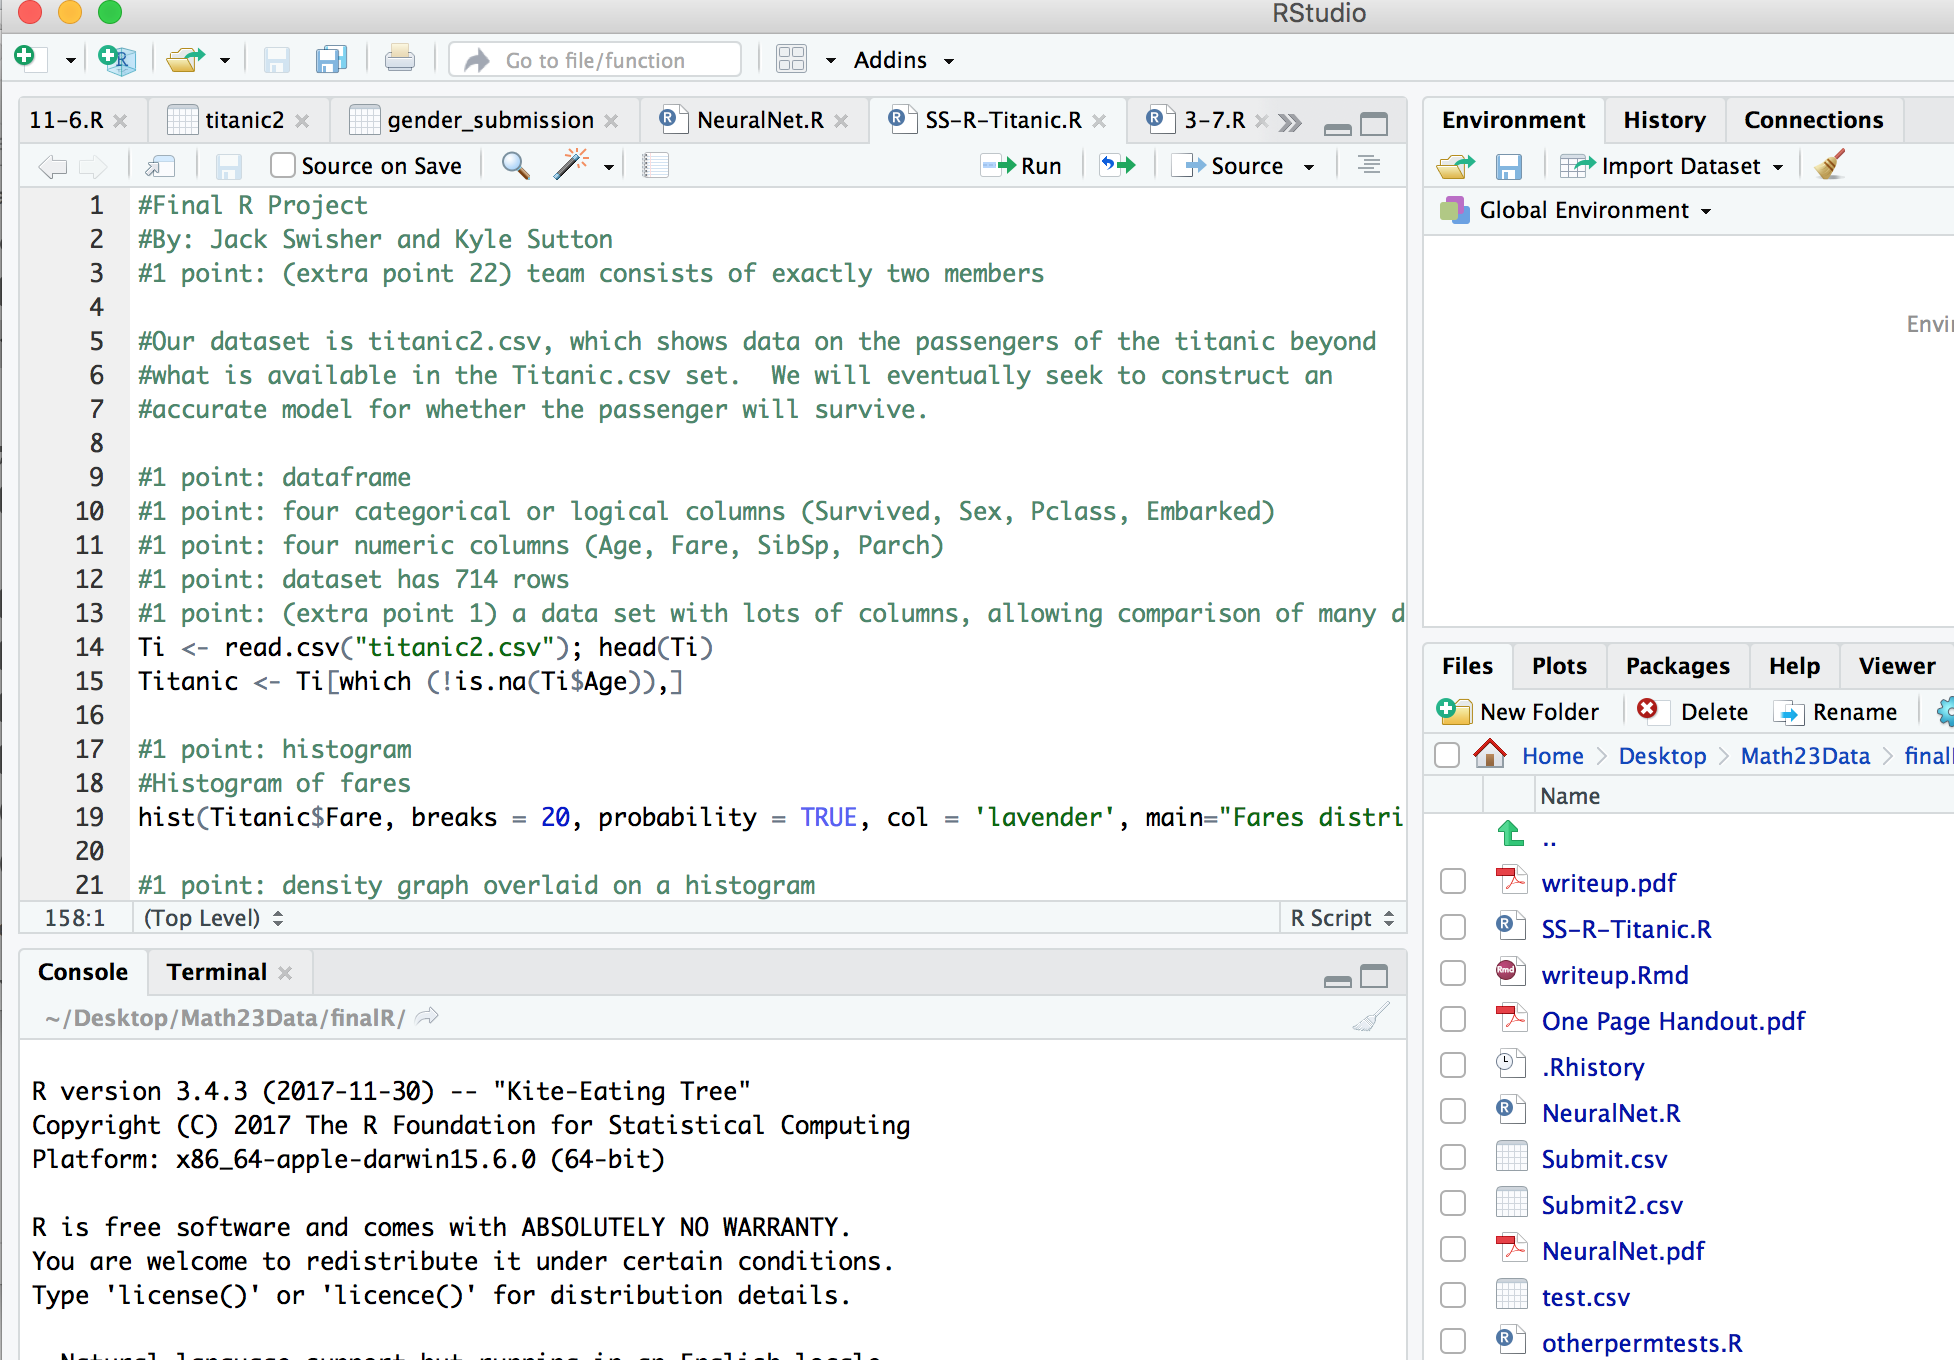 RStudio
Go to file/function
Addins
11-6.R
titanic2
gender_submission
NeuralNet.R
SS-R-Titanic.R
3-7.R
Source on Save
Run
Source
1 #Final R Project
2 #By: Jack Swisher and Kyle Sutton
3 #1 point: (extra point 22) team consists of exactly two members
4
5 #Our dataset is titanic2.csv, which shows data on the passengers of the titanic beyond
6 #what is available in the Titanic.csv set.  We will eventually seek to construct an
7 #accurate model for whether the passenger will survive.
8
9 #1 point: dataframe
10 #1 point: four categorical or logical columns (Survived, Sex, Pclass, Embarked)
11 #1 point: four numeric columns (Age, Fare, SibSp, Parch)
12 #1 point: dataset has 714 rows
13 #1 point: (extra point 1) a data set with lots of columns, allowing comparison of many d
14 Ti <- read.csv("titanic2.csv"); head(Ti)
15 Titanic <- Ti[which (!is.na(Ti$Age)),]
16
17 #1 point: histogram
18 #Histogram of fares
19 hist(Titanic$Fare, breaks = 20, probability = TRUE, col = 'lavender', main="Fares distri
20
21 #1 point: density graph overlaid on a histogram
158:1
(Top Level)
R Script
Console
Terminal
~/Desktop/Math23Data/finalR/
R version 3.4.3 (2017-11-30) -- "Kite-Eating Tree"
Copyright (C) 2017 The R Foundation for Statistical Computing
Platform: x86_64-apple-darwin15.6.0 (64-bit)
R is free software and comes with ABSOLUTELY NO WARRANTY.
You are welcome to redistribute it under certain conditions.
Type 'license()' or 'licence()' for distribution details.
Natural language support but running in an English locale
Environment
History
Connections
Import Dataset
Global Environment
Envir
Files
Plots
Packages
Help
Viewer
New Folder
Delete
Rename
Home
Desktop
Math23Data
final
Name
..
writeup.pdf
SS-R-Titanic.R
writeup.Rmd
One Page Handout.pdf
.Rhistory
NeuralNet.R
Submit.csv
Submit2.csv
NeuralNet.pdf
test.csv
otherpermtests.R